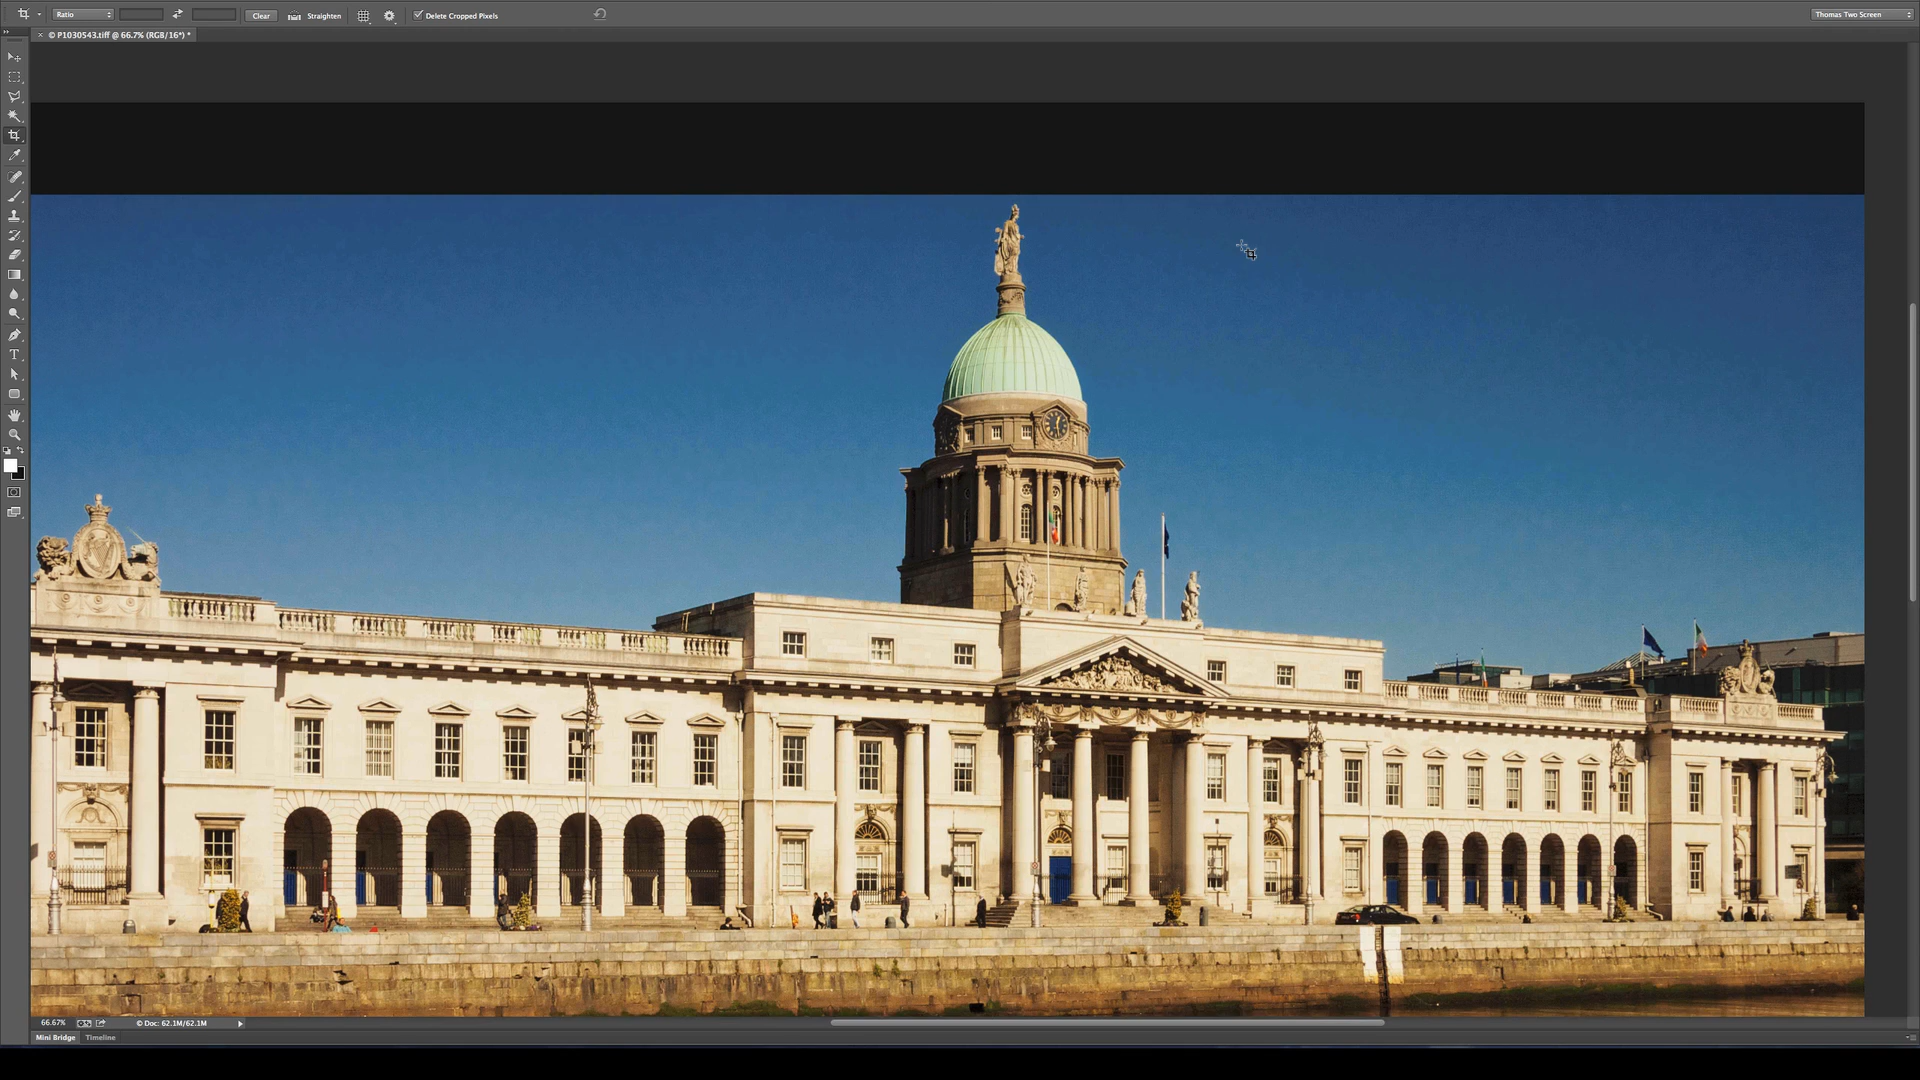 Ratio
Clear
Straighten
Delete Cropped Pixels
Thomas Two Screen
© P1030543.tiff @ 66.7% (RGB/16*) *
T
66.67%
© Doc: 62.1M/62.1M
Mini Bridge
Timeline